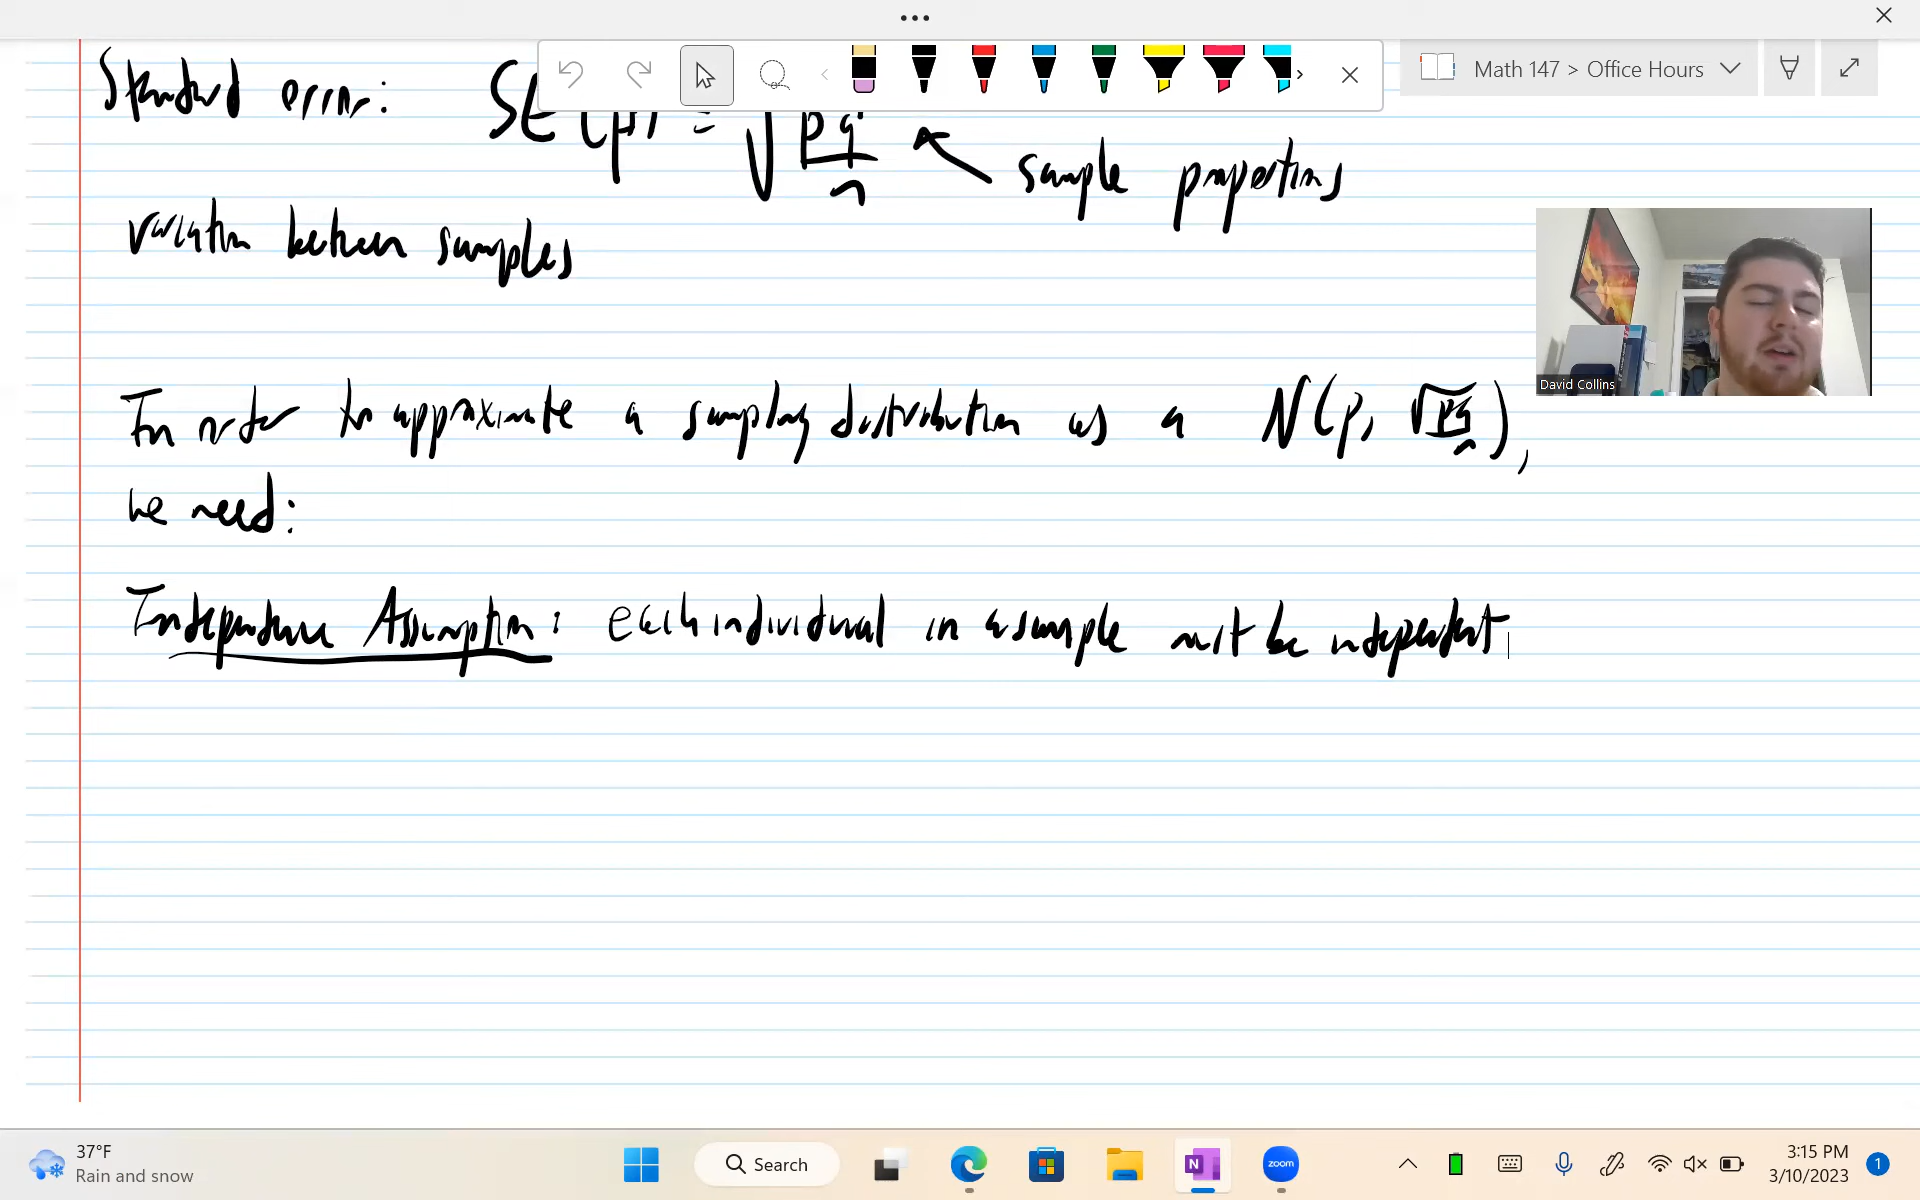 Math 147 > Office Hours
Standard error: SE(p̂) = √p̂q̂/n sample proportions
variation between samples
David Collins
In order to approximate a sampling distribution as a N(p, √pq/n),
we need:
Independence Assumption: each individual in a sample must be independent
37°F
Rain and snow
Search
zoom
3:15 PM
3/10/2023
1